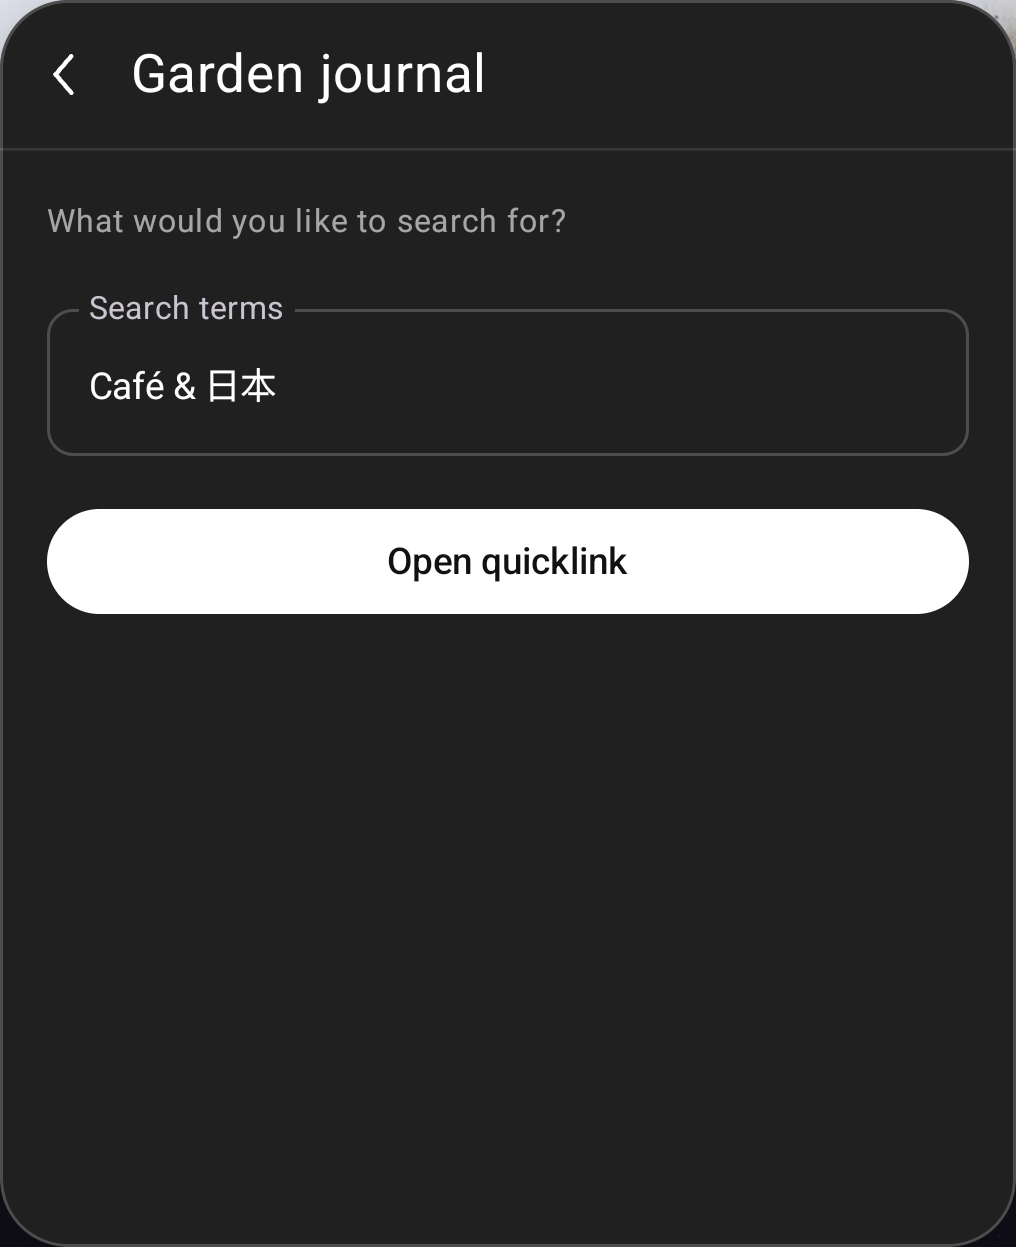 Garden journal
What would you like to search for?
Search terms
Café & 日本
Open quicklink